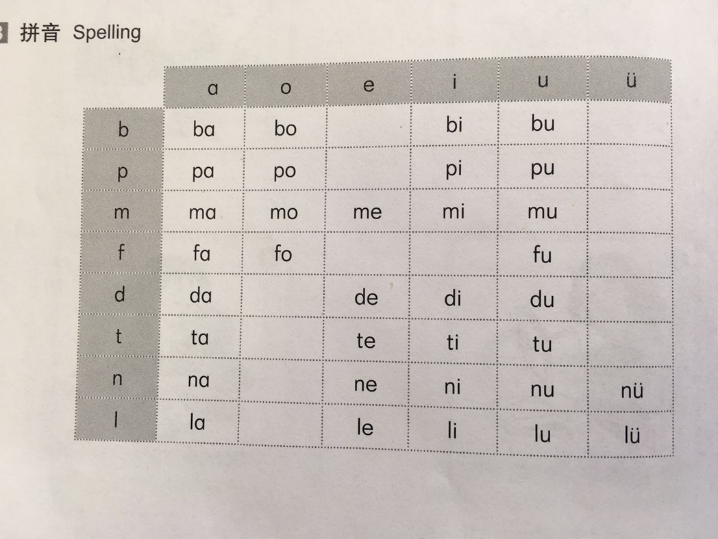 3 拼音 Spelling
a o e i u ü
b ba bo bi bu
p pa po pi pu
m ma mo me mi mu
f fa fo fu
d da de di du
t ta te ti tu
n na ne ni nu nü
l la le li lu lü